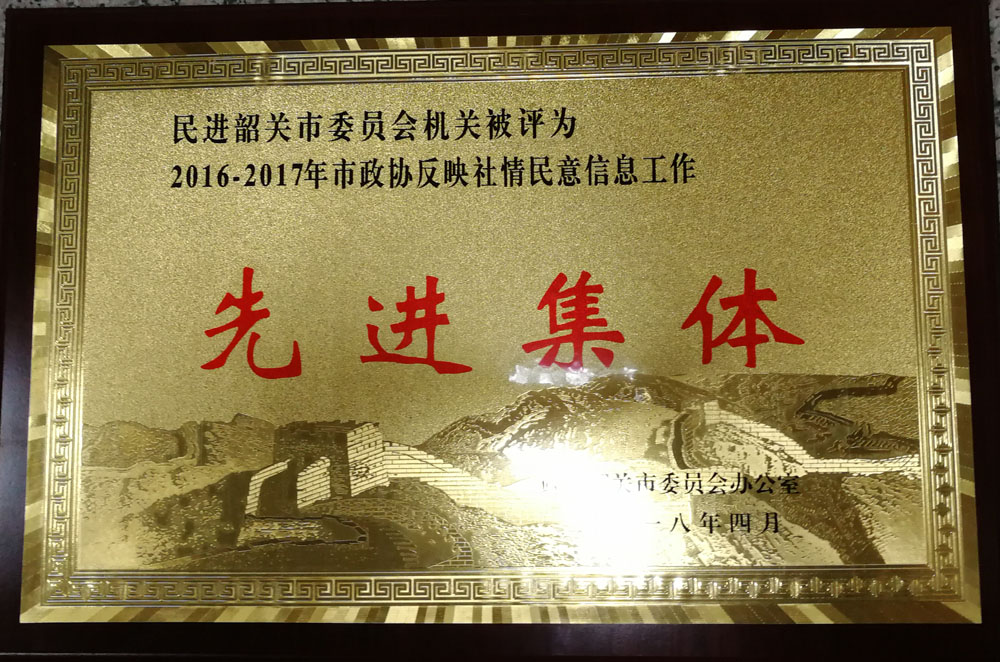 民进韶关市委员会机关被评为
2016-2017年市政协反映社情民意信息工作
先进集体
关市委员会办公室
一八年四月